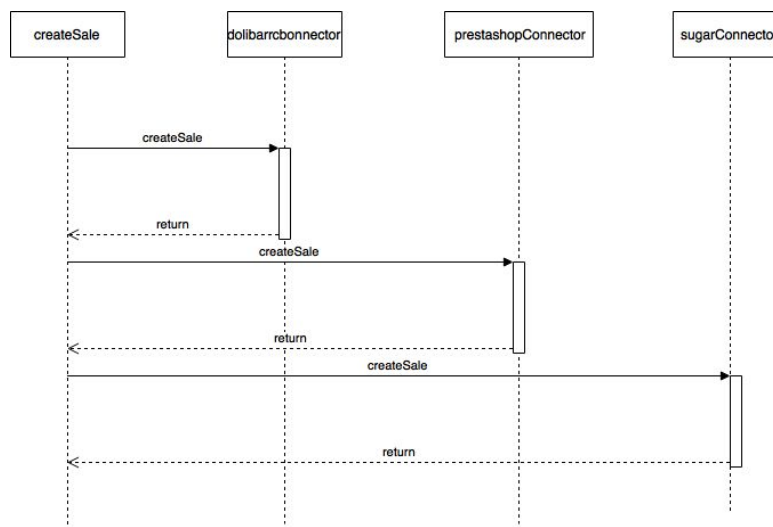 createSale
dolibarrcbonnector
prestashopConnector
sugarConnecto
createSale
return
createSale
return
createSale
return